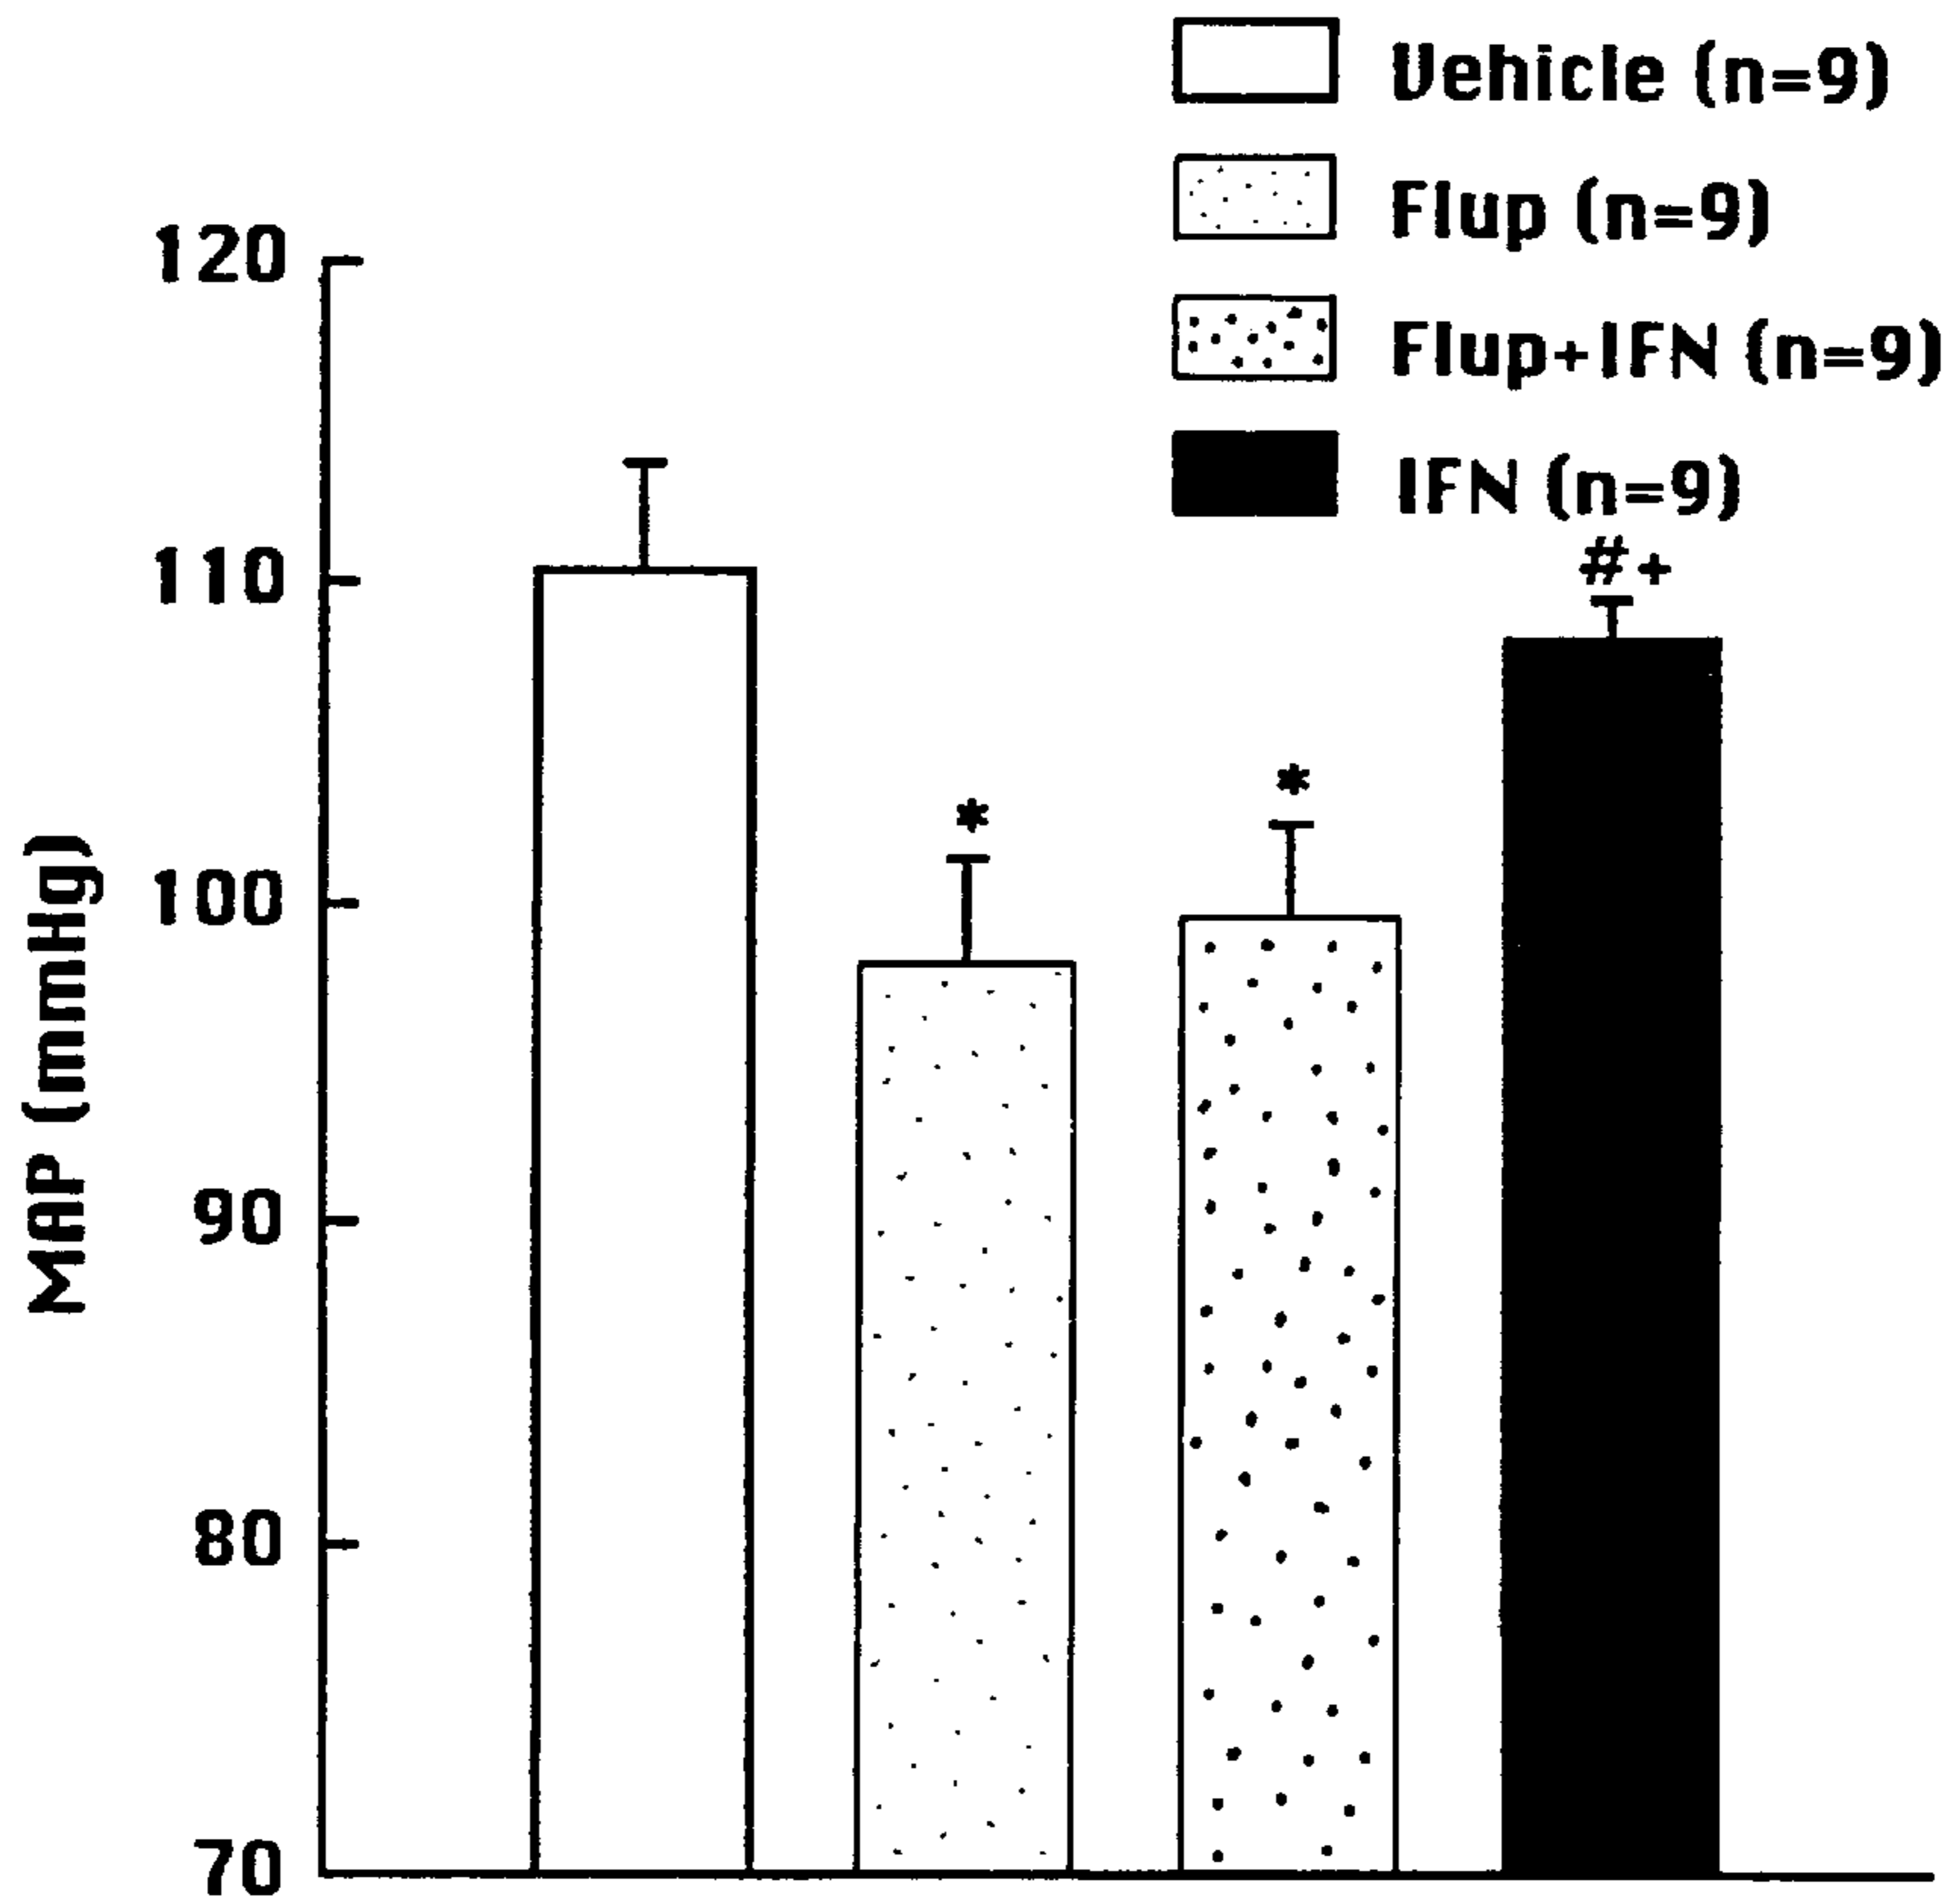 Vehicle (n=9)
Flup (n=9)
Flup+IFN (n=9)
IFN (n=9)
#+
*
*
120
110
100
90
80
70
MAP (mmHg)